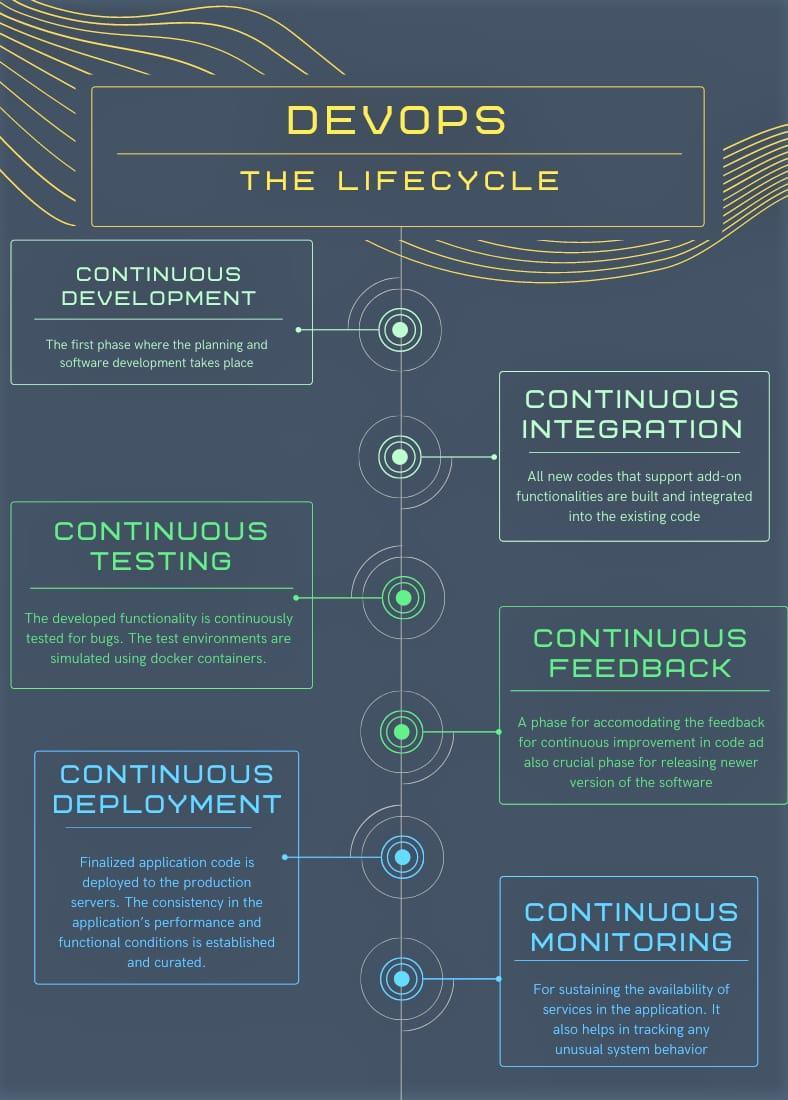 DEVOPS
THE LIFECYCLE
CONTINUOUS
DEVELOPMENT
The first phase where the planning and
software development takes place
CONTINUOUS
INTEGRATION
All new codes that support add-on
functionalities are built and integrated
into the existing code
CONTINUOUS
TESTING
The developed functionality is continuously
tested for bugs. The test environments are
simulated using docker containers.
CONTINUOUS
FEEDBACK
A phase for accomodating the feedback
for continuous improvement in code ad
also crucial phase for releasing newer
version of the software
CONTINUOUS
DEPLOYMENT
Finalized application code is
deployed to the production
servers. The consistency in the
application's performance and
functional conditions is established
and curated.
CONTINUOUS
MONITORING
For sustaining the availability of
services in the application. It
also helps in tracking any
unusual system behavior